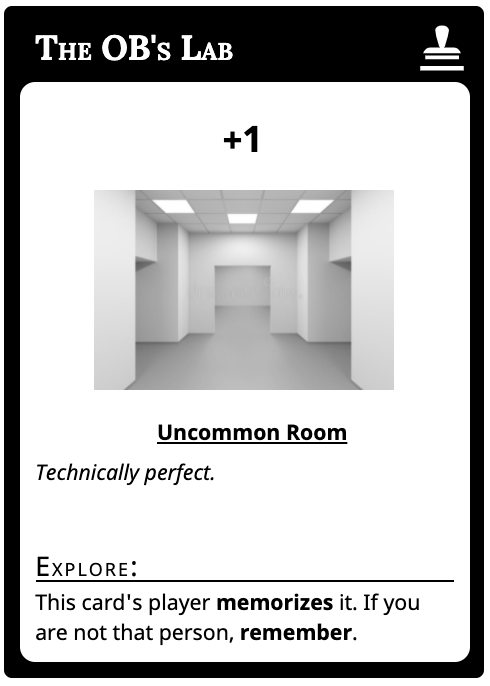 The OB's Lab
+1
Uncommon Room
Technically perfect.
Explore:
This card's player memorizes it. If you
are not that person, remember.